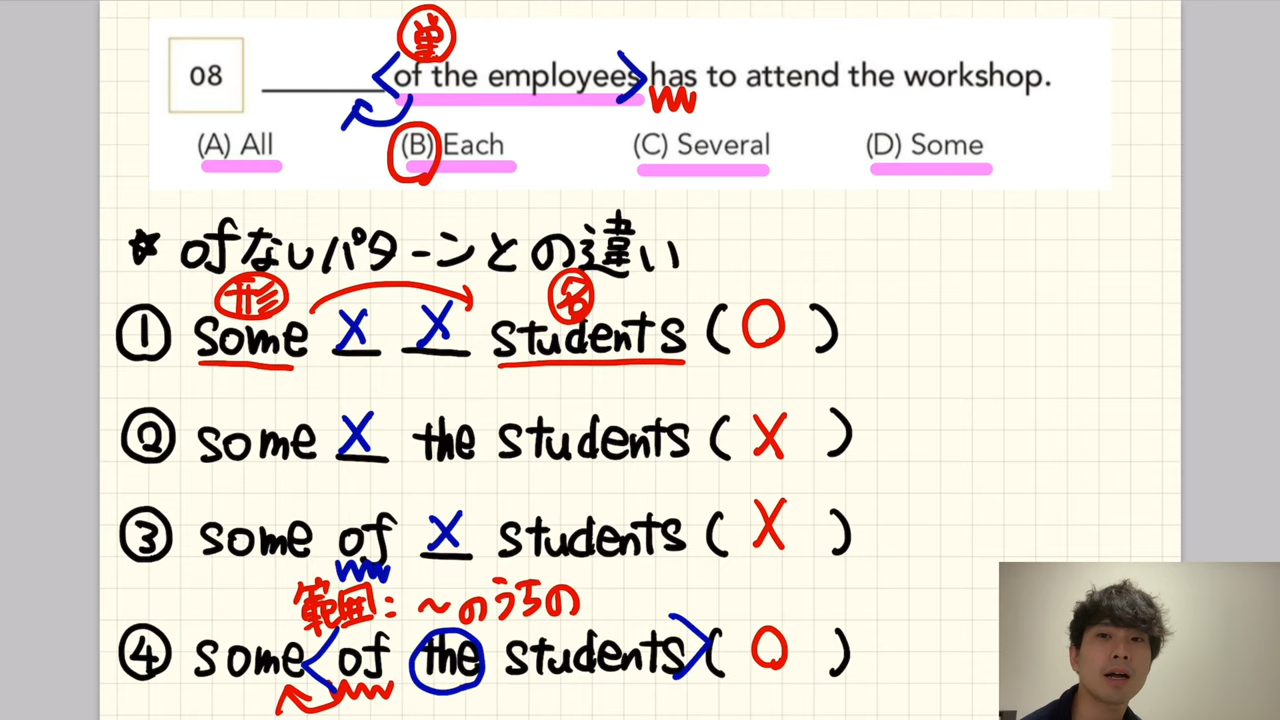 単
08 ______ of the employees has to attend the workshop.
(A) All (B) Each (C) Several (D) Some
☆ ofなしパターンとの違い
形 名
① some X X students ( O )
② some X the students ( X )
③ some of X students ( X )
範囲: 〜のうちの
④ some of the students ( O )